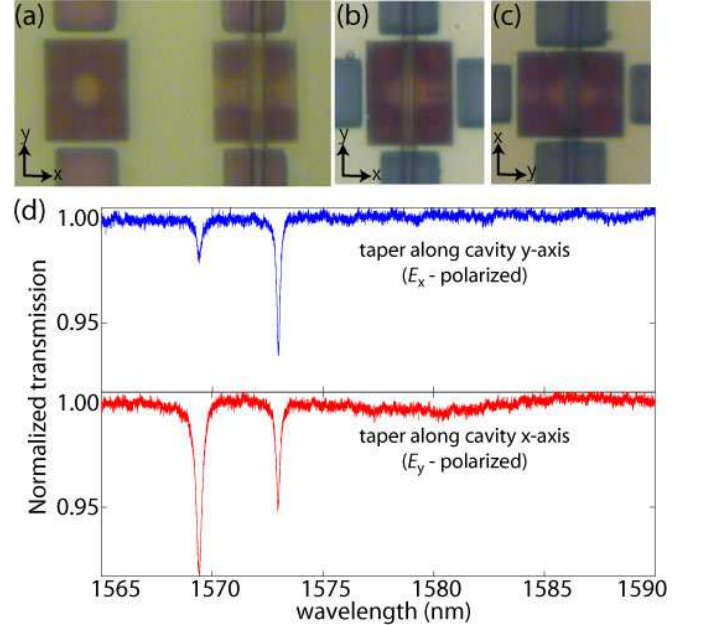 (a)
(b)
(c)
y
x
y
x
x
y
(d)
1.00
taper along cavity y-axis
(Ex - polarized)
0.95
Normalized transmission
1.00
taper along cavity x-axis
(Ey - polarized)
0.95
1565 1570 1575 1580 1585 1590
wavelength (nm)